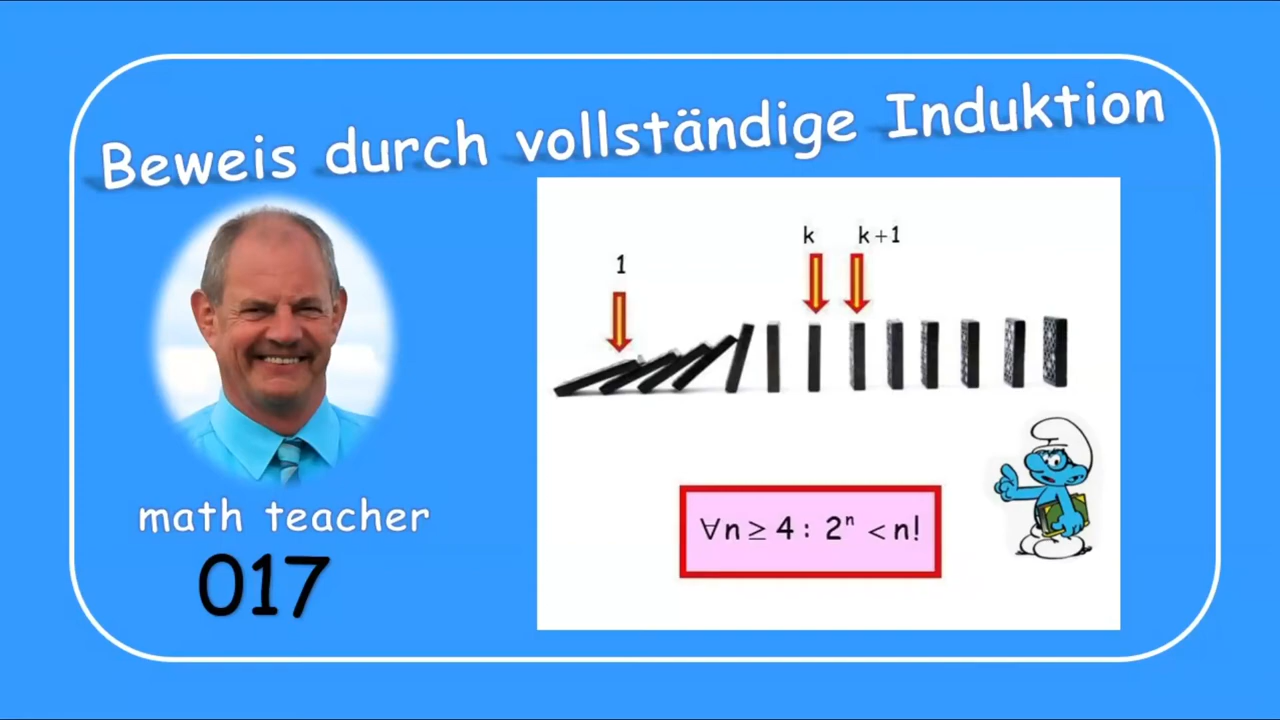 Beweis durch vollständige Induktion
1
k
k+1
∀n ≥ 4 : 2ⁿ < n!
math teacher
017